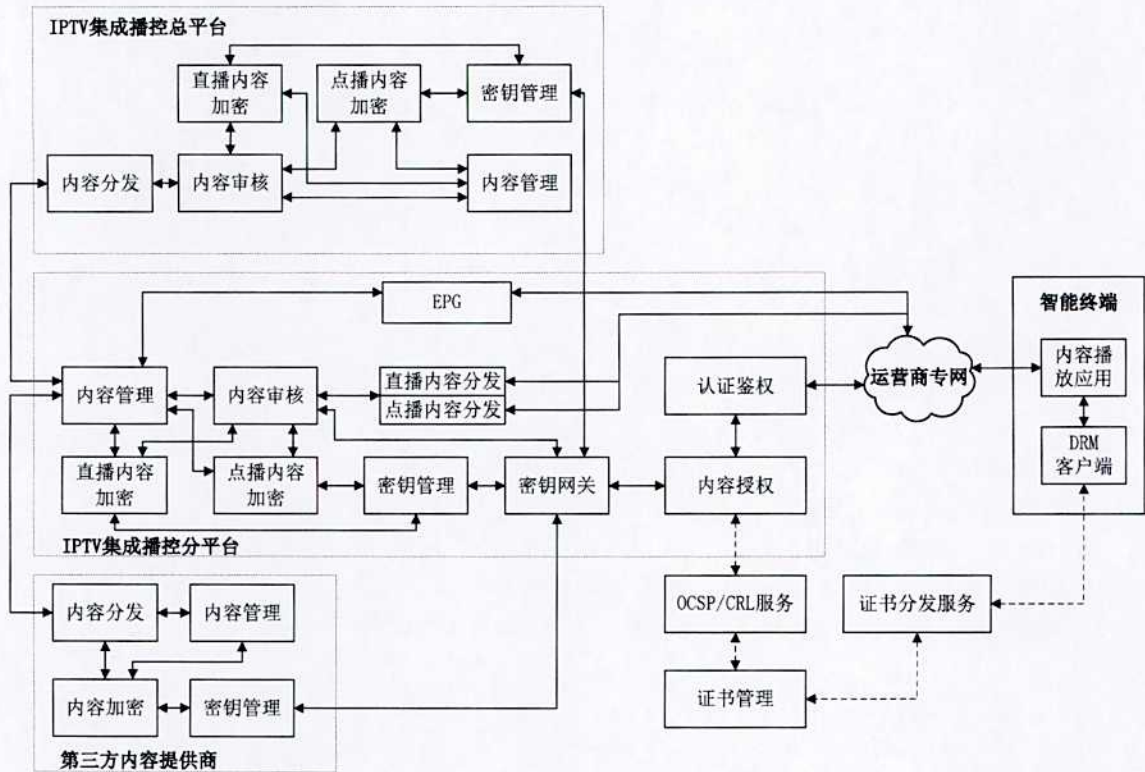 IPTV集成播控总平台
直播内容
加密
点播内容
加密
密钥管理
内容分发
内容审核
内容管理
EPG
内容管理
内容审核
直播内容分发
点播内容分发
认证鉴权
运营商专网
智能终端
内容播
放应用
DRM
客户端
直播内容
加密
点播内容
加密
密钥管理
密钥网关
内容授权
IPTV集成播控分平台
内容分发
内容管理
OCSP/CRL服务
证书分发服务
内容加密
密钥管理
证书管理
第三方内容提供商